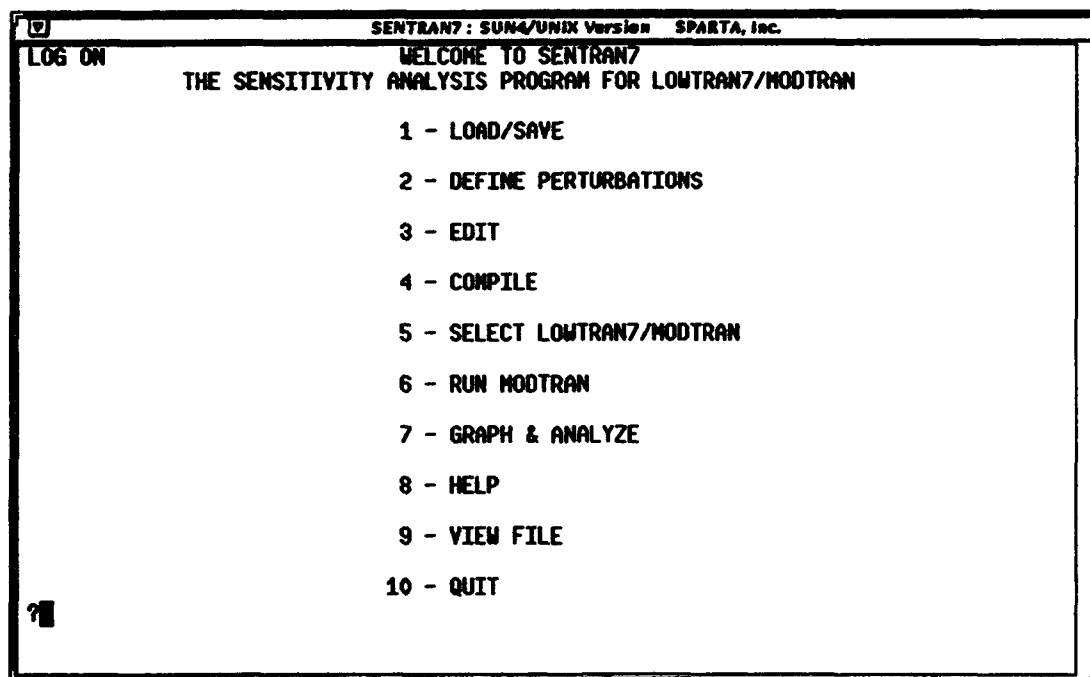 SENTRAN7: SUN4/UNIX Version SPARTA, Inc.
LOG ON WELCOME TO SENTRAN7
THE SENSITIVITY ANALYSIS PROGRAM FOR LOWTRAN7/MODTRAN
1 - LOAD/SAVE
2 - DEFINE PERTURBATIONS
3 - EDIT
4 - COMPILE
5 - SELECT LOWTRAN7/MODTRAN
6 - RUN MODTRAN
7 - GRAPH & ANALYZE
8 - HELP
9 - VIEW FILE
10 - QUIT
?